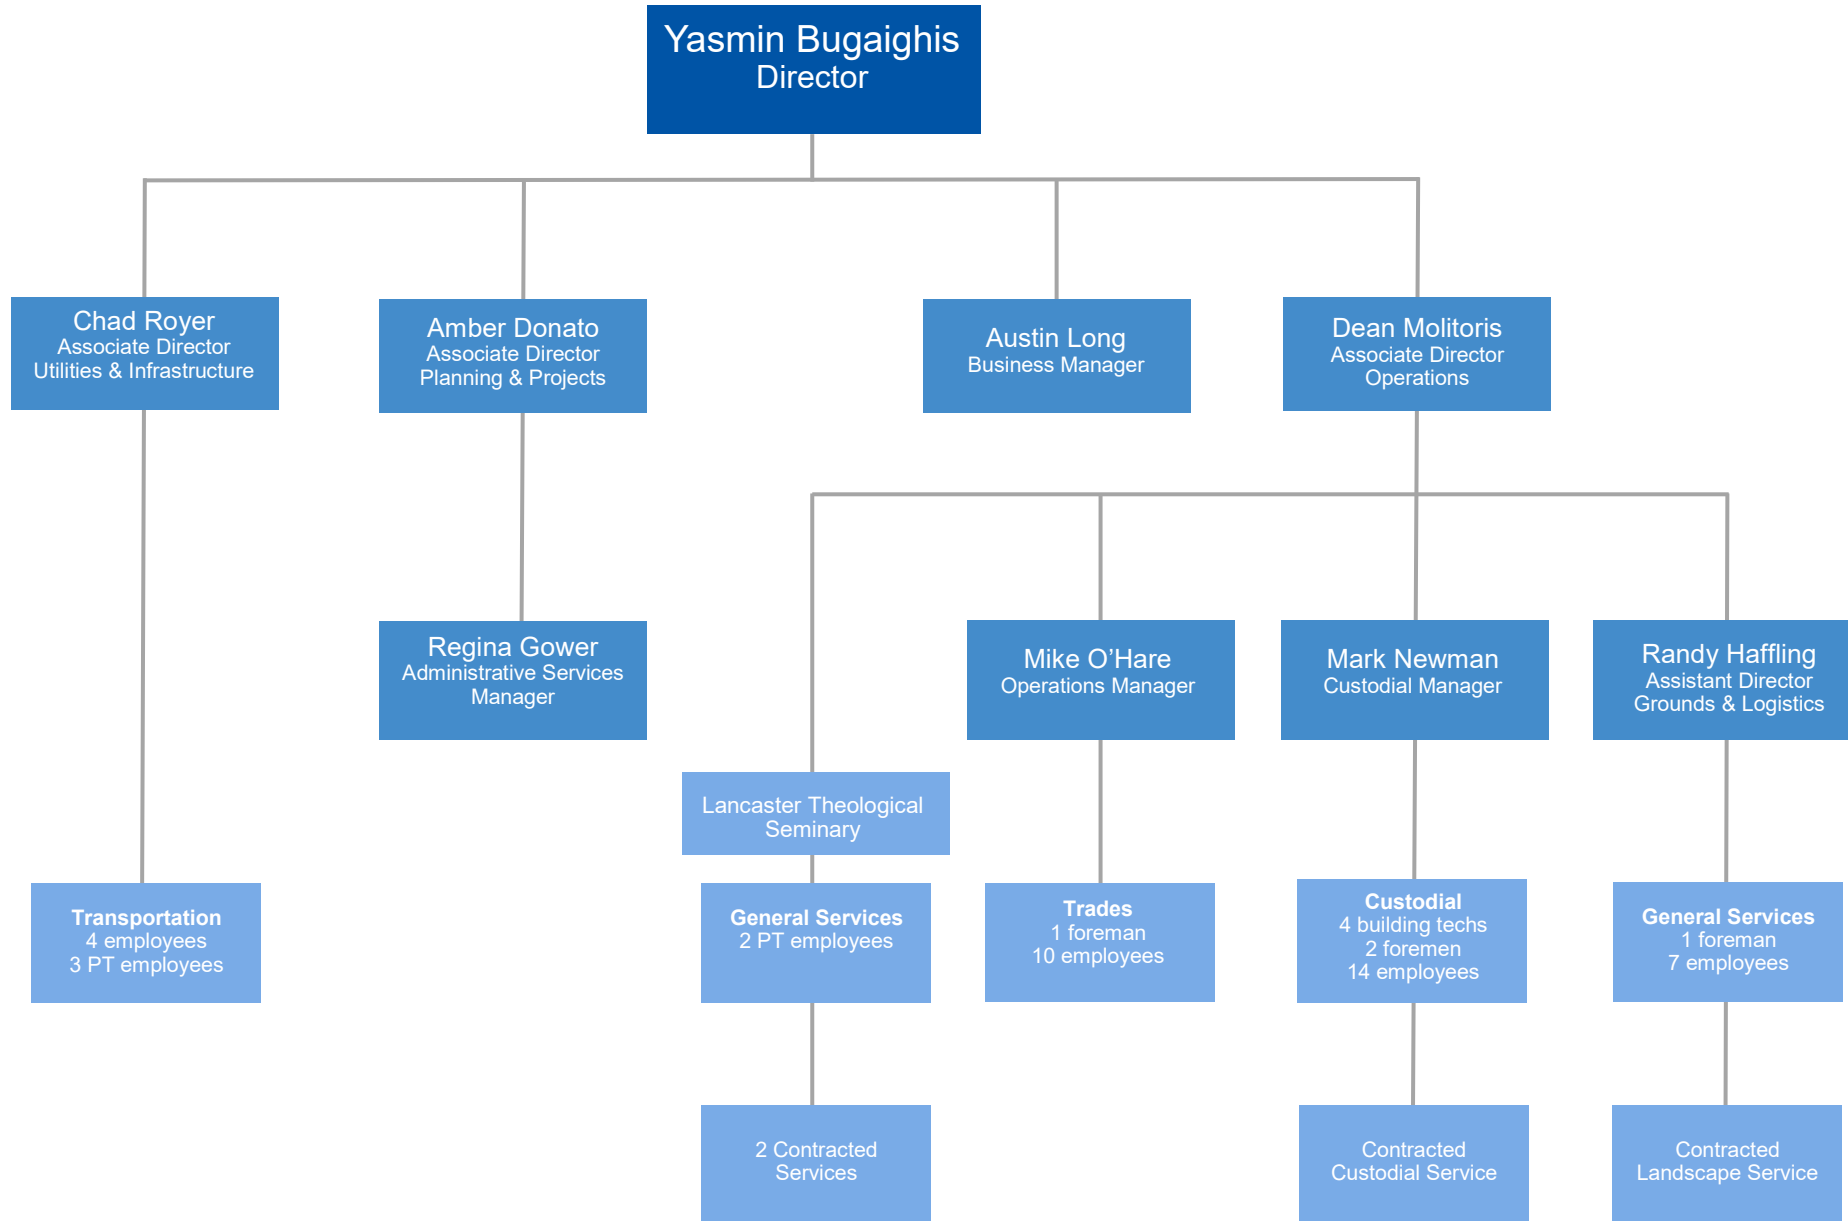 Yasmin Bugaighis
Director
Chad Royer
Associate Director
Utilities & Infrastructure
Amber Donato
Associate Director
Planning & Projects
Austin Long
Business Manager
Dean Molitoris
Associate Director
Operations
Regina Gower
Administrative Services
Manager
Mike O’Hare
Operations Manager
Mark Newman
Custodial Manager
Randy Haffling
Assistant Director
Grounds & Logistics
Lancaster Theological
Seminary
Transportation
4 employees
3 PT employees
General Services
2 PT employees
Trades
1 foreman
10 employees
Custodial
4 building techs
2 foremen
14 employees
General Services
1 foreman
7 employees
2 Contracted
Services
Contracted
Custodial Service
Contracted
Landscape Service